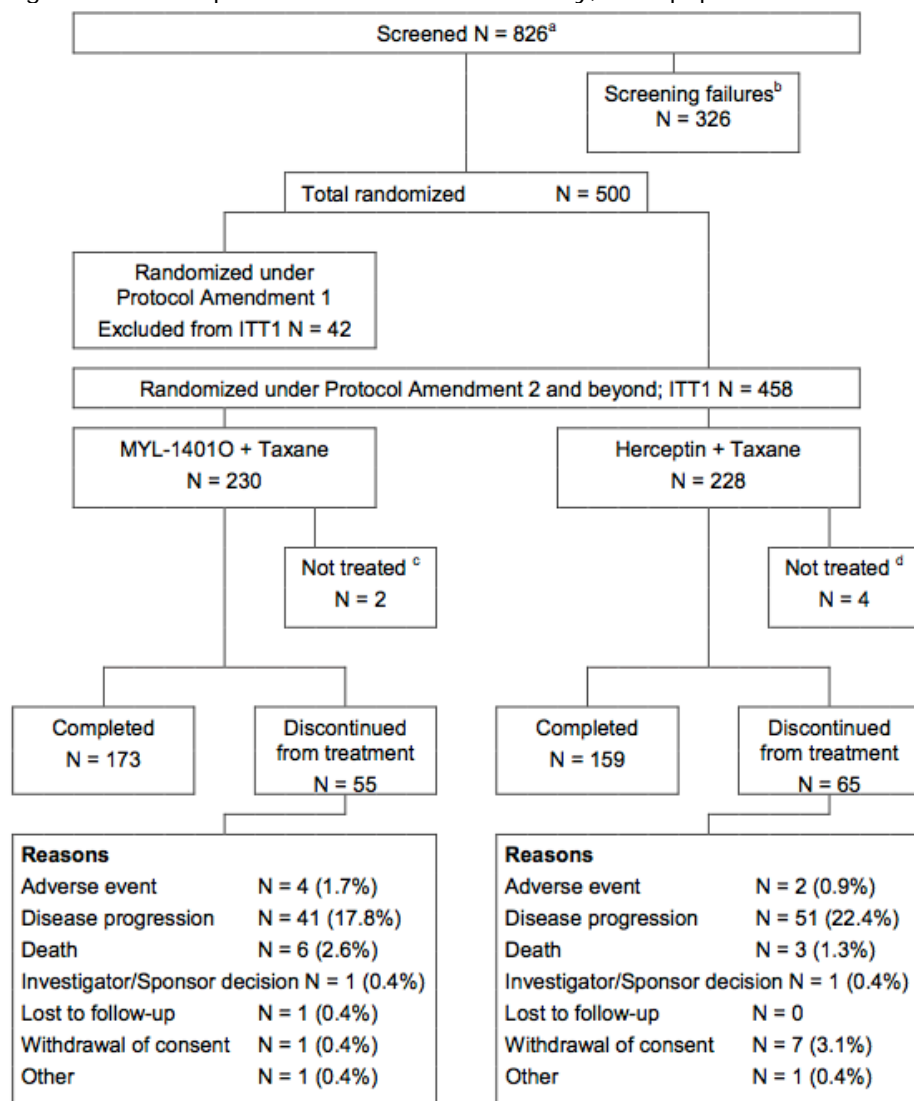 Screened N = 826a
Screening failuresb
N = 326
Total randomized N = 500
Randomized under
Protocol Amendment 1
Excluded from ITT1 N = 42
Randomized under Protocol Amendment 2 and beyond; ITT1 N = 458
MYL-1401O + Taxane
N = 230
Herceptin + Taxane
N = 228
Not treated c
N = 2
Not treated d
N = 4
Completed
N = 173
Discontinued
from treatment
N = 55
Completed
N = 159
Discontinued
from treatment
N = 65
Reasons
Adverse event N = 4 (1.7%)
Disease progression N = 41 (17.8%)
Death N = 6 (2.6%)
Investigator/Sponsor decision N = 1 (0.4%)
Lost to follow-up N = 1 (0.4%)
Withdrawal of consent N = 1 (0.4%)
Other N = 1 (0.4%)
Reasons
Adverse event N = 2 (0.9%)
Disease progression N = 51 (22.4%)
Death N = 3 (1.3%)
Investigator/Sponsor decision N = 1 (0.4%)
Lost to follow-up N = 0
Withdrawal of consent N = 7 (3.1%)
Other N = 1 (0.4%)